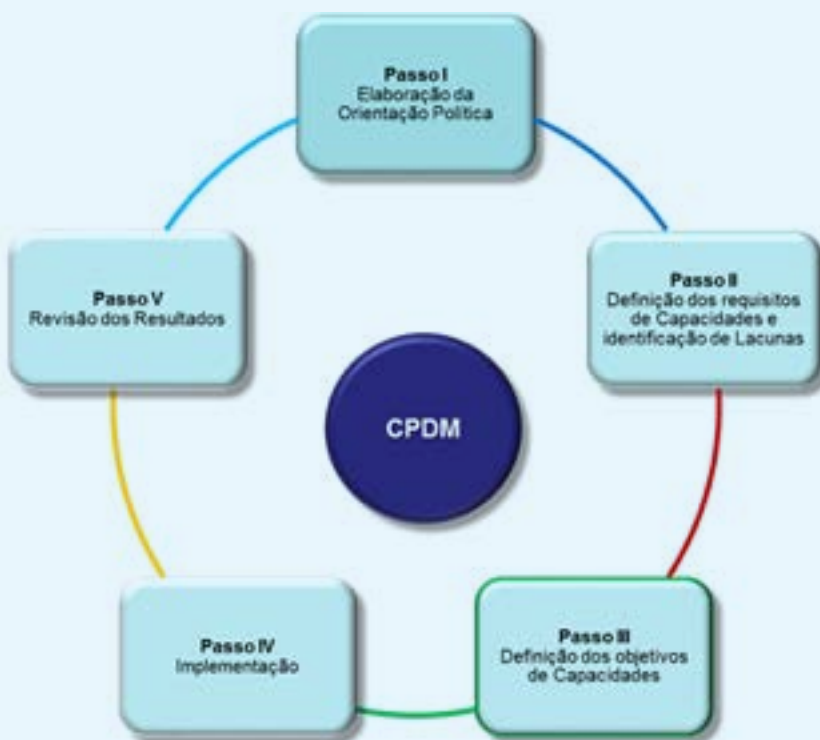 Passo I
Elaboração da
Orientação Política
Passo II
Definição dos requisitos
de Capacidades e
identificação de Lacunas
Passo III
Definição dos objetivos
de Capacidades
Passo IV
Implementação
Passo V
Revisão dos Resultados
CPDM